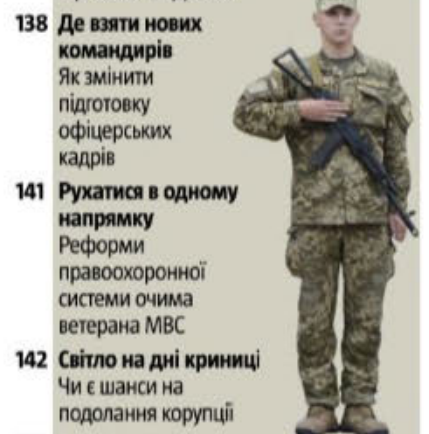 138 Де взяти нових
командирів
Як змінити
підготовку
офіцерських
кадрів
141 Рухатися в одному
напрямку
Реформи
правоохоронної
системи очима
ветерана МВС
142 Світло на дні криниці
Чи є шанси на
подолання корупції